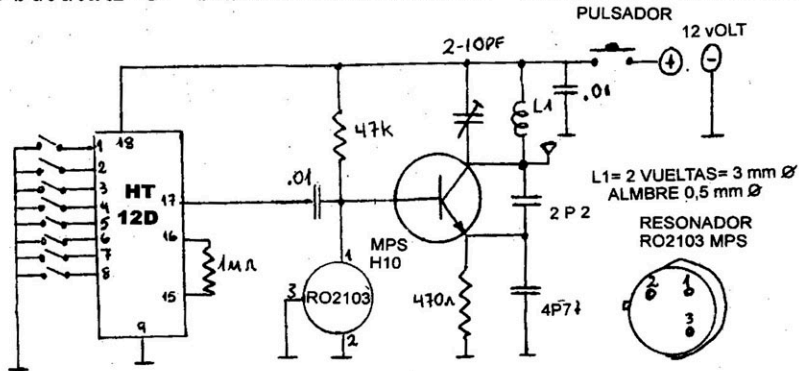 PULSADOR
12 vOLT
2-10PF
+
-
18
47K
L1
.01
1
2
3
4
5
6
7
8
HT
12D
17
16
15
9
1MΩ
.01
MPS
H10
1
3
RO2103
2
470Ω
2P2
4P7
L1= 2 VUELTAS= 3 mm Ø
ALMBRE 0,5 mm Ø
RESONADOR
RO2103 MPS
2
1
3